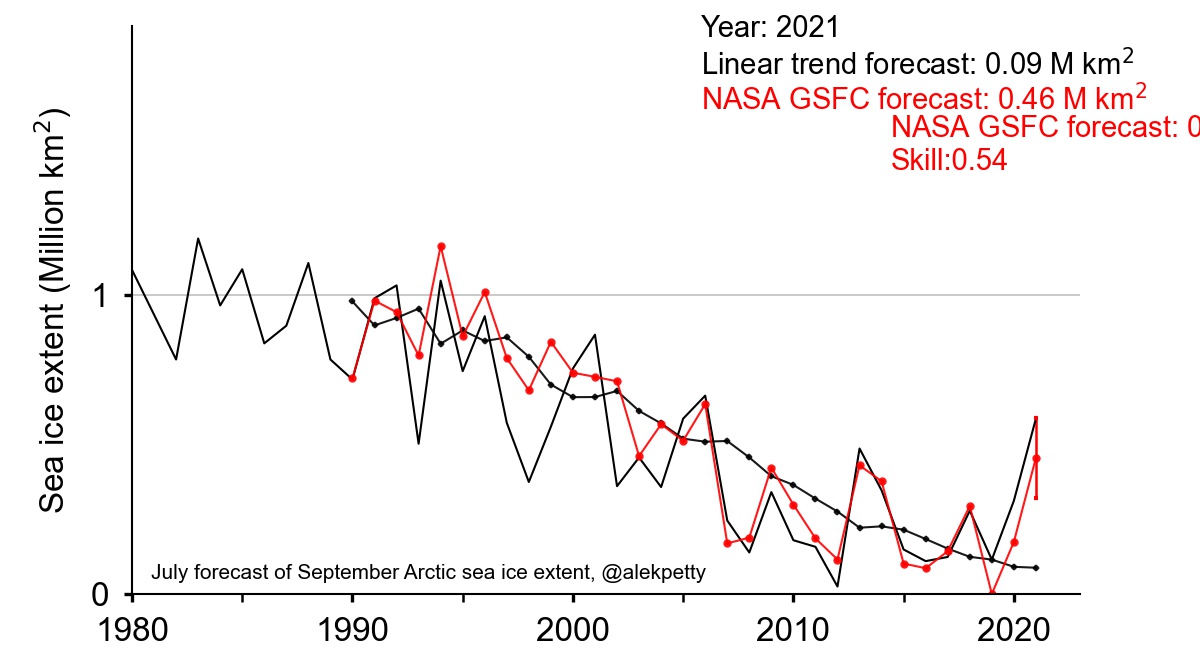 Year: 2021
Linear trend forecast: 0.09 M km²
NASA GSFC forecast: 0.46 M km²
NASA GSFC forecast: 0
Skill:0.54
Sea ice extent (Million km²)
1
0
July forecast of September Arctic sea ice extent, @alekpetty
1980 1990 2000 2010 2020